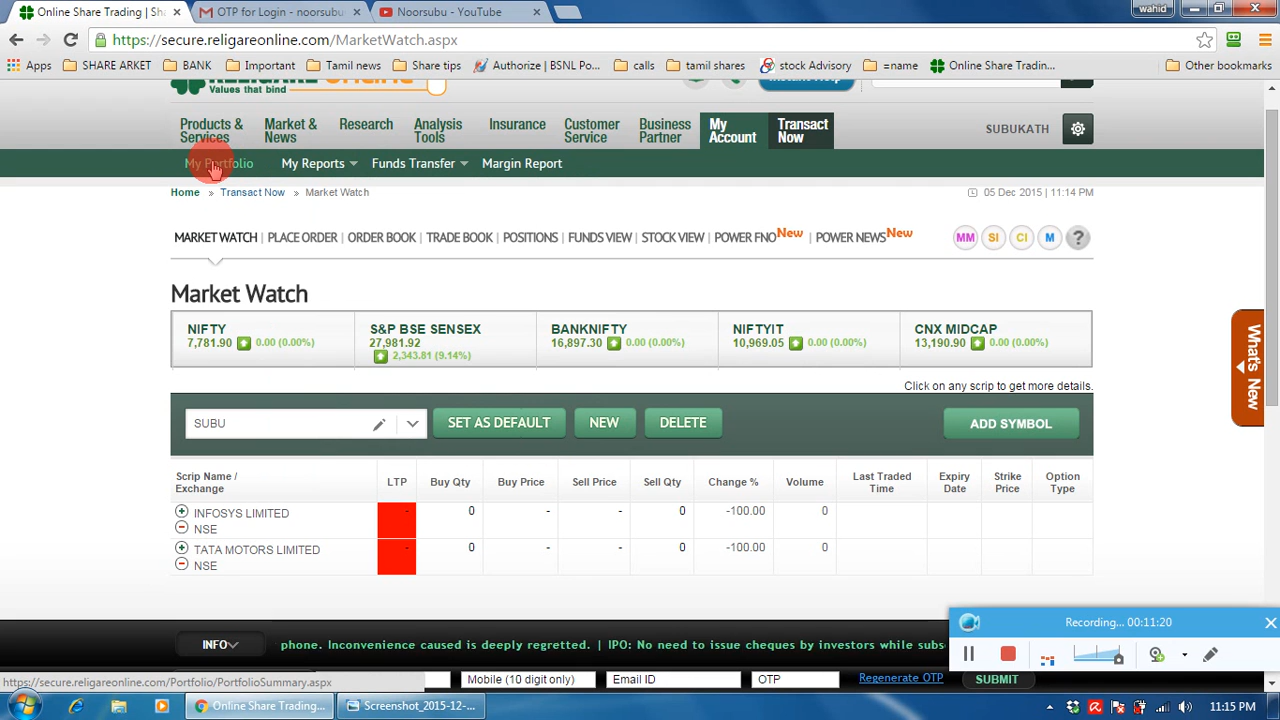 Online Share Trading | Sha
OTP for Login - noorsubu
Noorsubu - YouTube
wahid
https://secure.religareonline.com/MarketWatch.aspx
Apps
SHARE ARKET
BANK
Important
Tamil news
Share tips
Authorize | BSNL Po...
calls
tamil shares
stock Advisory
=name
Online Share Tradin...
Other bookmarks
Values that bind
Products & Services
Market & News
Research
Analysis Tools
Insurance
Customer Service
Business Partner
My Account
Transact Now
SUBUKATH
My Portfolio
My Reports
Funds Transfer
Margin Report
Home » Transact Now » Market Watch
05 Dec 2015 | 11:14 PM
MARKET WATCH | PLACE ORDER | ORDER BOOK | TRADE BOOK | POSITIONS | FUNDS VIEW | STOCK VIEW | POWER FNO New | POWER NEWS New
MM SI CI M ?
Market Watch
NIFTY
7,781.90 0.00 (0.00%)
S&P BSE SENSEX
27,981.92
2,343.81 (9.14%)
BANKNIFTY
16,897.30 0.00 (0.00%)
NIFTYIT
10,969.05 0.00 (0.00%)
CNX MIDCAP
13,190.90 0.00 (0.00%)
What's New
Click on any scrip to get more details.
SUBU
SET AS DEFAULT
NEW
DELETE
ADD SYMBOL
Scrip Name / Exchange
LTP
Buy Qty
Buy Price
Sell Price
Sell Qty
Change %
Volume
Last Traded Time
Expiry Date
Strike Price
Option Type
INFOSYS LIMITED - 0 - - 0 -100.00 0
NSE
TATA MOTORS LIMITED - 0 - - 0 -100.00 0
NSE
Recording... 00:11:20
INFO
phone. Inconvenience caused is deeply regretted. | IPO: No need to issue cheques by investors while subs
https://secure.religareonline.com/Portfolio/PortfolioSummary.aspx
Mobile (10 digit only)
Email ID
OTP
Regenerate OTP
SUBMIT
Online Share Trading...
Screenshot_2015-12-...
11:15 PM